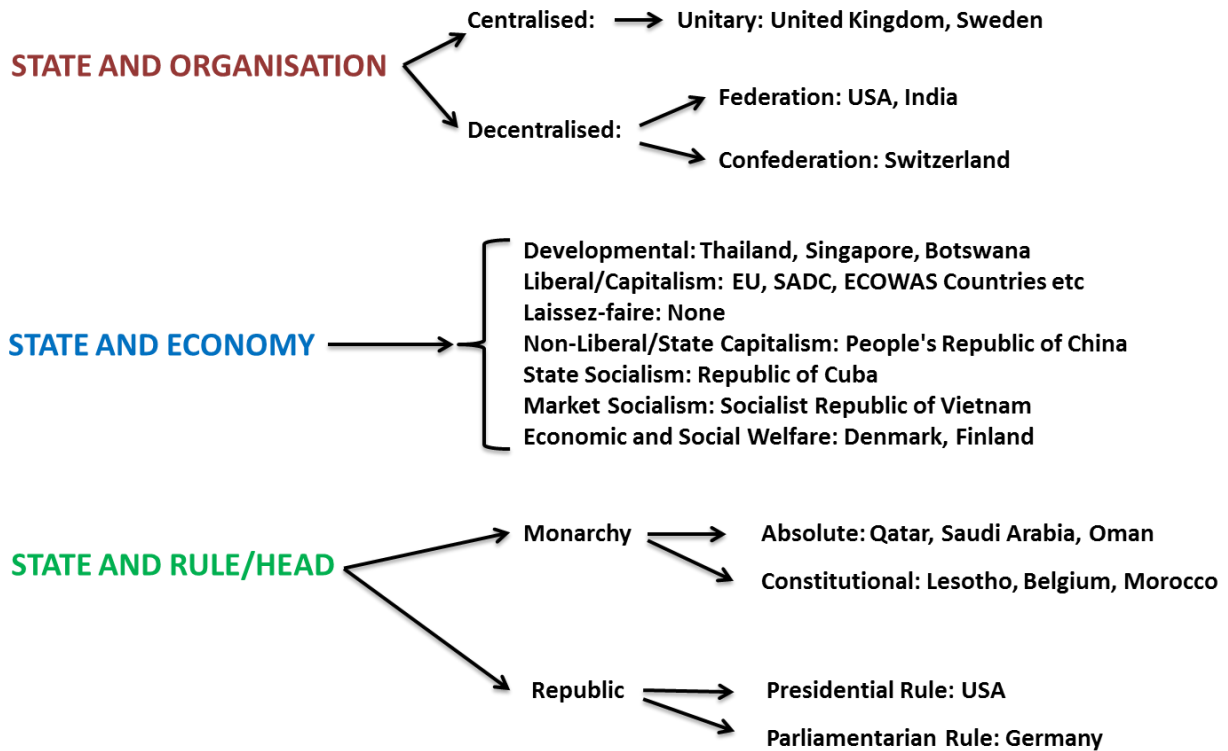 Centralised:
Unitary: United Kingdom, Sweden
STATE AND ORGANISATION
Federation: USA, India
Decentralised:
Confederation: Switzerland
Developmental: Thailand, Singapore, Botswana
Liberal/Capitalism: EU, SADC, ECOWAS Countries etc
Laissez-faire: None
STATE AND ECONOMY
Non-Liberal/State Capitalism: People's Republic of China
State Socialism: Republic of Cuba
Market Socialism: Socialist Republic of Vietnam
Economic and Social Welfare: Denmark, Finland
Monarchy
Absolute: Qatar, Saudi Arabia, Oman
STATE AND RULE/HEAD
Constitutional: Lesotho, Belgium, Morocco
Republic
Presidential Rule: USA
Parliamentarian Rule: Germany